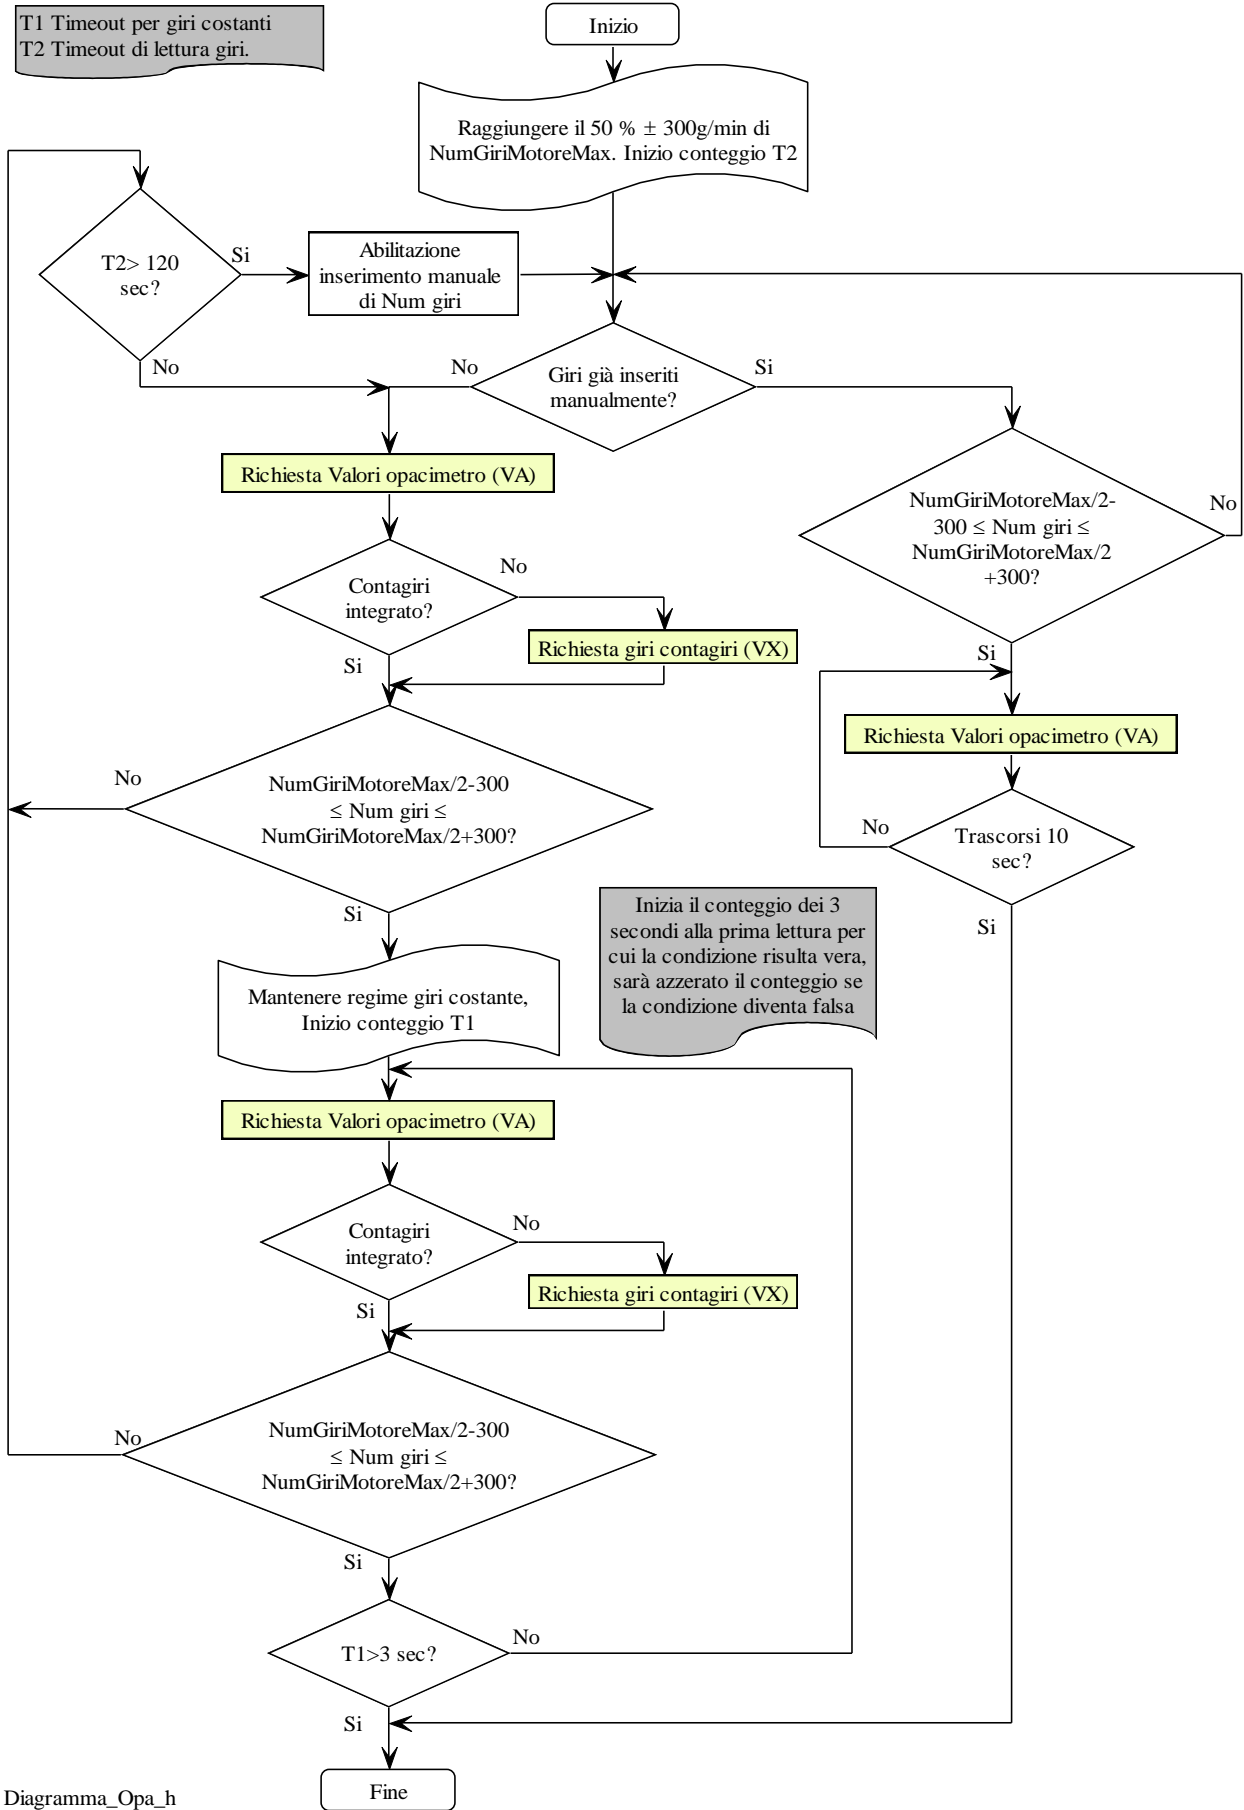 T1 Timeout per giri costanti
T2 Timeout di lettura giri.
Inizio
Raggiungere il 50 % ± 300g/min di
NumGiriMotoreMax. Inizio conteggio T2
T2> 120
sec?
Si
No
Abilitazione
inserimento manuale
di Num giri
Giri già inseriti
manualmente?
No
Si
Richiesta Valori opacimetro (VA)
NumGiriMotoreMax/2-
300 ≤ Num giri ≤
NumGiriMotoreMax/2
+300?
No
Si
Contagiri
integrato?
No
Si
Richiesta giri contagiri (VX)
Richiesta Valori opacimetro (VA)
NumGiriMotoreMax/2-300
≤ Num giri ≤
NumGiriMotoreMax/2+300?
No
Si
Trascorsi 10
sec?
No
Si
Inizia il conteggio dei 3
secondi alla prima lettura per
cui la condizione risulta vera,
sarà azzerato il conteggio se
la condizione diventa falsa
Mantenere regime giri costante,
Inizio conteggio T1
Richiesta Valori opacimetro (VA)
Contagiri
integrato?
No
Si
Richiesta giri contagiri (VX)
NumGiriMotoreMax/2-300
≤ Num giri ≤
NumGiriMotoreMax/2+300?
No
Si
T1>3 sec?
No
Si
Fine
Diagramma_Opa_h